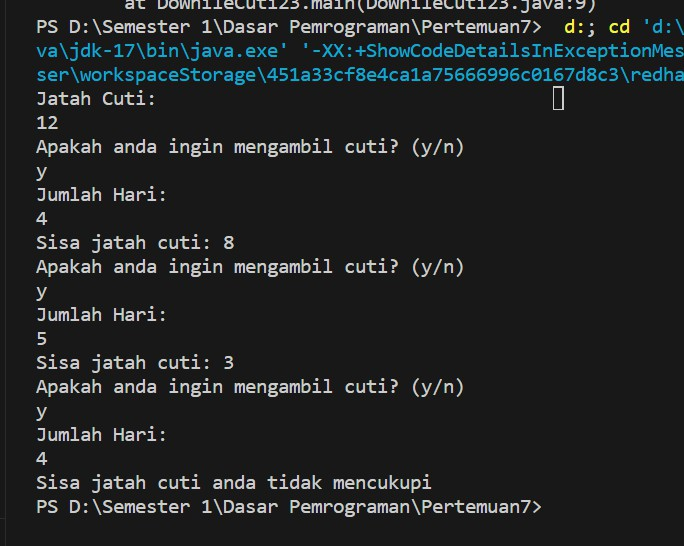 at DoWhileCuti23.main(DoWhileCuti23.java:9)
PS D:\Semester 1\Dasar Pemrograman\Pertemuan7>  d:; cd 'd:\
va\jdk-17\bin\java.exe' '-XX:+ShowCodeDetailsInExceptionMes
ser\workspaceStorage\451a33cf8e4ca1a75666996c0167d8c3\redha
Jatah Cuti:
12
Apakah anda ingin mengambil cuti? (y/n)
y
Jumlah Hari:
4
Sisa jatah cuti: 8
Apakah anda ingin mengambil cuti? (y/n)
y
Jumlah Hari:
5
Sisa jatah cuti: 3
Apakah anda ingin mengambil cuti? (y/n)
y
Jumlah Hari:
4
Sisa jatah cuti anda tidak mencukupi
PS D:\Semester 1\Dasar Pemrograman\Pertemuan7>